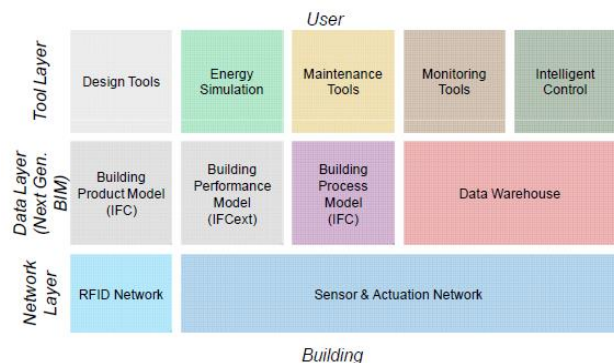 User
Tool Layer
Design Tools
Energy
Simulation
Maintenance
Tools
Monitoring
Tools
Intelligent
Control
Data Layer
(Next Gen.
BIM)
Building
Product Model
(IFC)
Building
Performance
Model
(IFCext)
Building
Process
Model
(IFC)
Data Warehouse
Network
Layer
RFID Network
Sensor & Actuation Network
Building